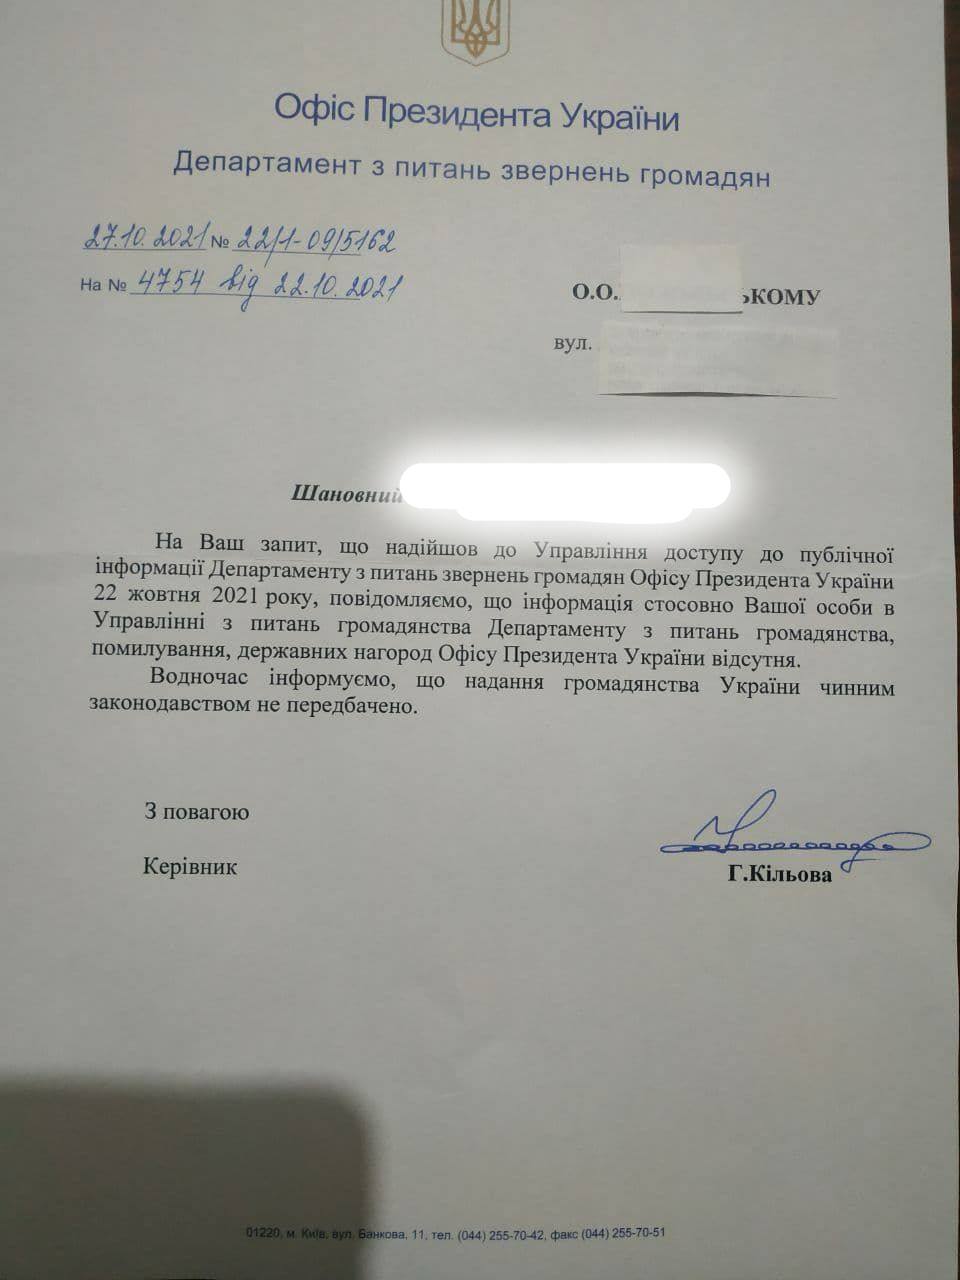 Офіс Президента України
Департамент з питань звернень громадян
27.10.2021 № 22/1-09/5162
На № 4754 від 22.10.2021
О.О. ЬКОМУ
вул.
Шановний
На Ваш запит, що надійшов до Управління доступу до публічної
інформації Департаменту з питань звернень громадян Офісу Президента України
22 жовтня 2021 року, повідомляємо, що інформація стосовно Вашої особи в
Управлінні з питань громадянства Департаменту з питань громадянства,
помилування, державних нагород Офісу Президента України відсутня.
Водночас інформуємо, що надання громадянства України чинним
законодавством не передбачено.
З повагою
Керівник
Г.Кільова
01220, м. Київ, вул. Банкова, 11, тел. (044) 255-70-42, факс (044) 255-70-51